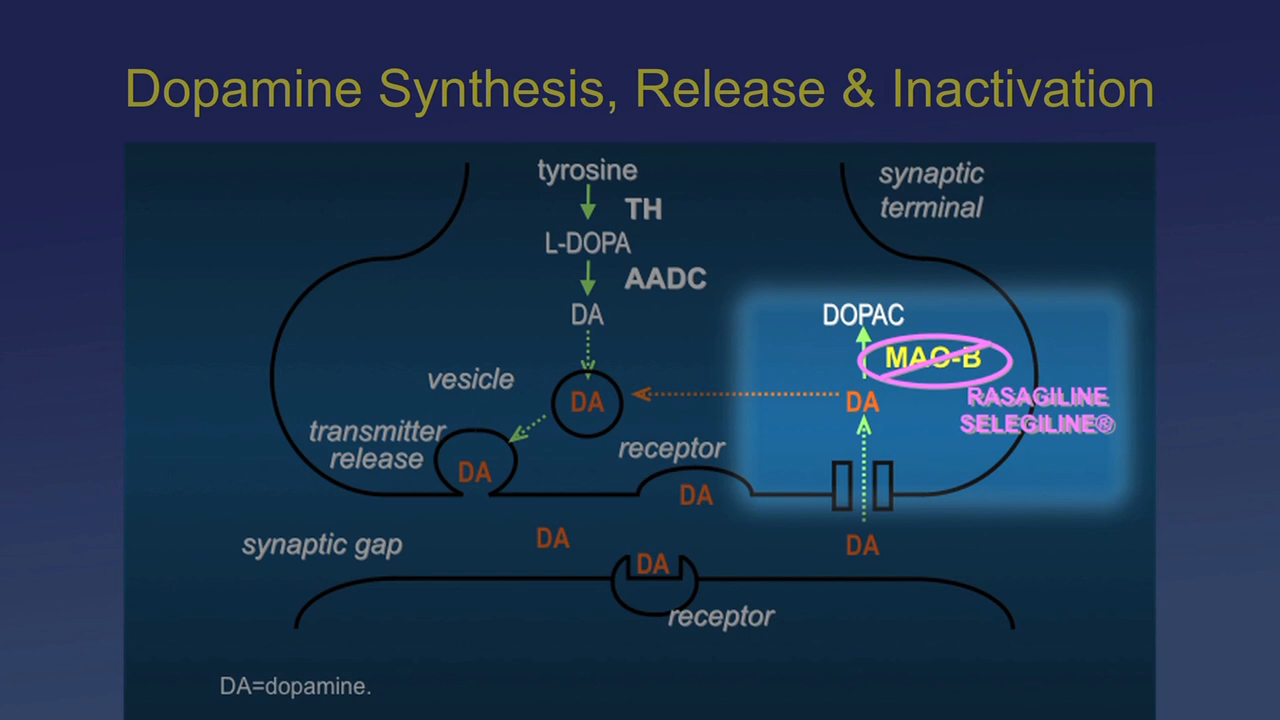 Dopamine Synthesis, Release & Inactivation
tyrosine
synaptic
terminal
TH
L-DOPA
AADC
DA
DOPAC
MAO-B
vesicle
DA
DA
RASAGILINE
SELEGILINE®
transmitter
release
receptor
DA
DA
synaptic gap
DA
DA
DA
receptor
DA=dopamine.